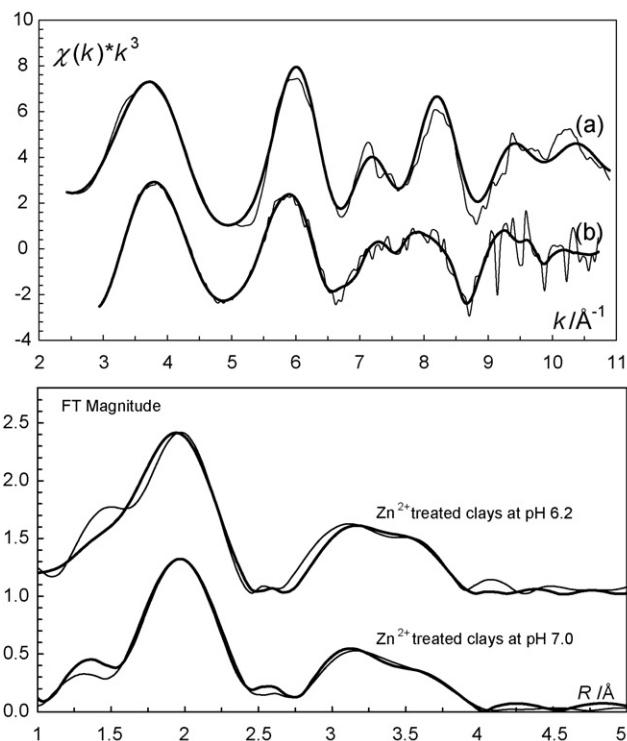 10
χ(k)*k³
8
6
(a)
4
2
0
(b)
-2
k/Å⁻¹
-4
2 3 4 5 6 7 8 9 10 11
FT Magnitude
2.5
2.0
Zn²⁺treated clays at pH 6.2
1.5
1.0
Zn²⁺treated clays at pH 7.0
0.5
R /Å
0.0
1 1.5 2 2.5 3 3.5 4 4.5 5